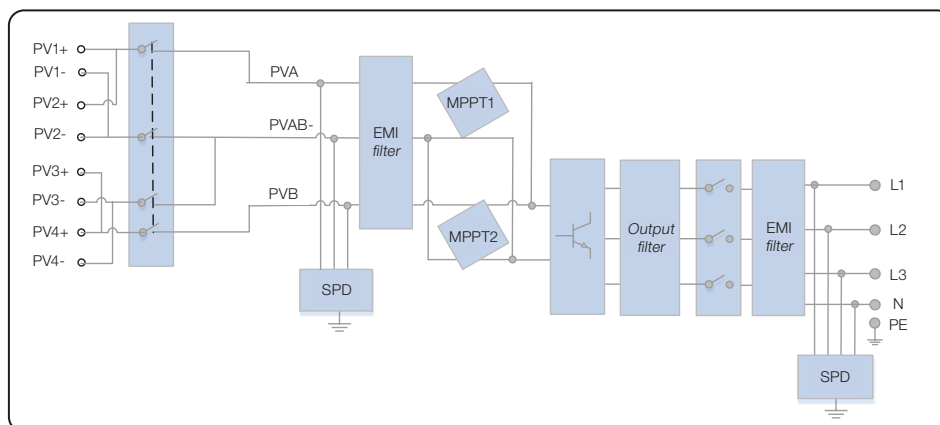 PV1+
PV1-
PV2+
PV2-
PV3+
PV3-
PV4+
PV4-
PVA
PVAB-
PVB
EMI
filter
SPD
MPPT1
MPPT2
Output
filter
EMI
filter
L1
L2
L3
N
PE
SPD